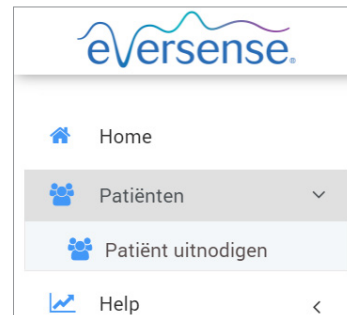 eversense.
Home
Patiënten
Patiënt uitnodigen
Help